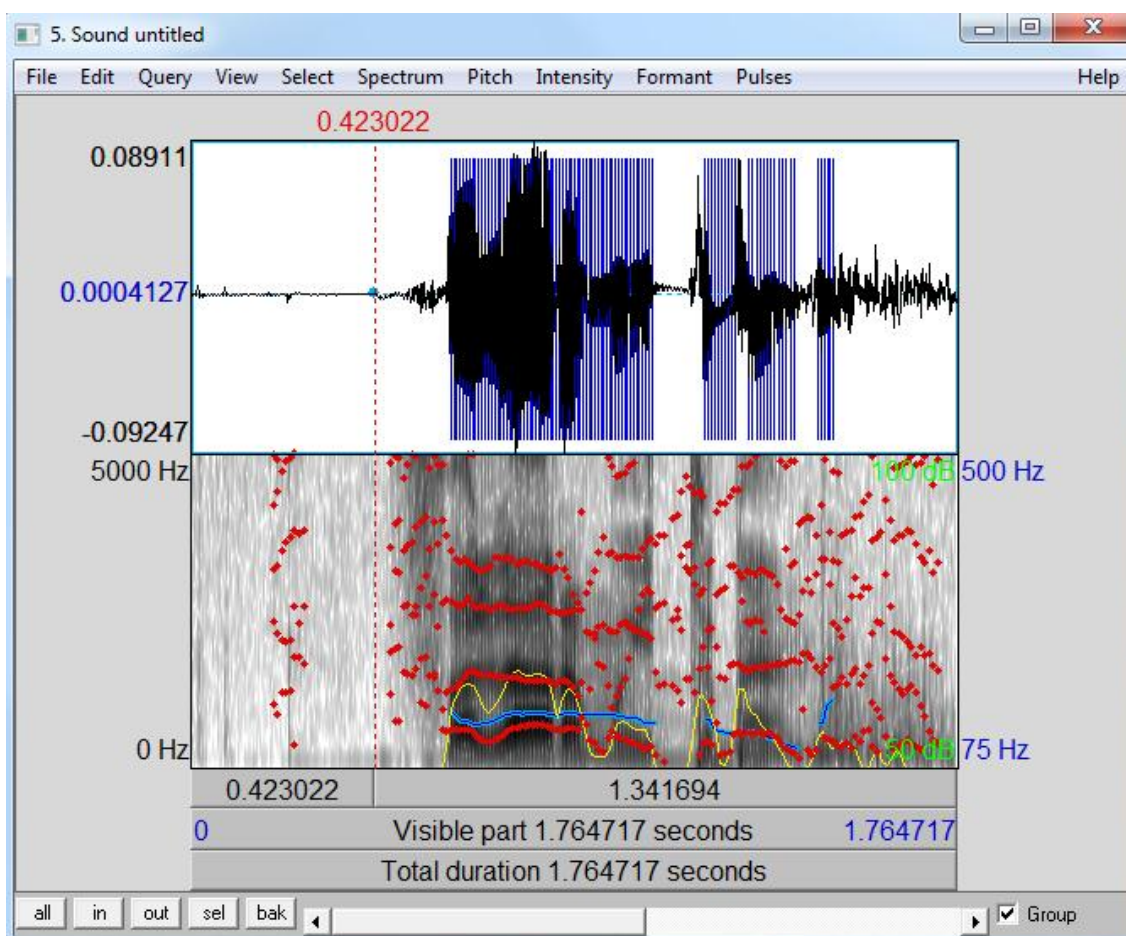 5. Sound untitled
File Edit Query View Select Spectrum Pitch Intensity Formant Pulses Help
0.423022
0.08911
0.0004127
-0.09247
5000 Hz 100 dB 500 Hz
0 Hz 50 dB 75 Hz
0.423022 1.341694
0 Visible part 1.764717 seconds 1.764717
Total duration 1.764717 seconds
all in out sel bak Group